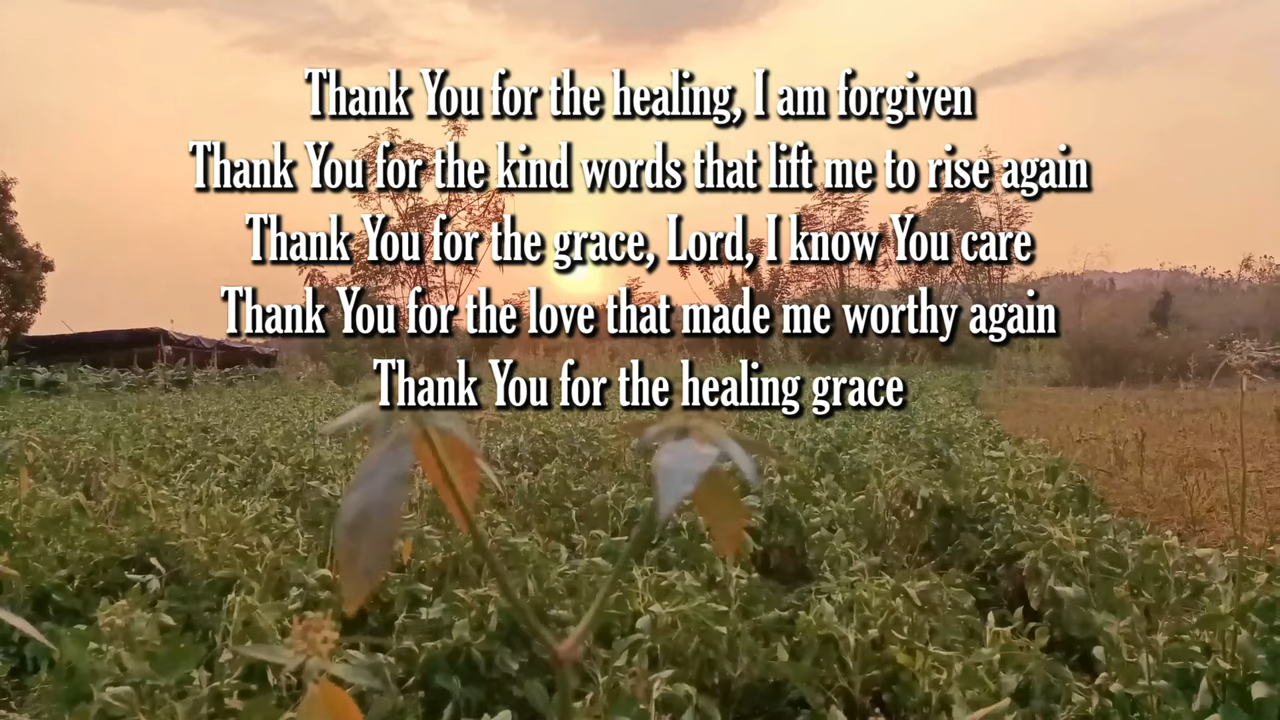 Thank You for the healing, I am forgiven
Thank You for the kind words that lift me to rise again
Thank You for the grace, Lord, I know You care
Thank You for the love that made me worthy again
Thank You for the healing grace